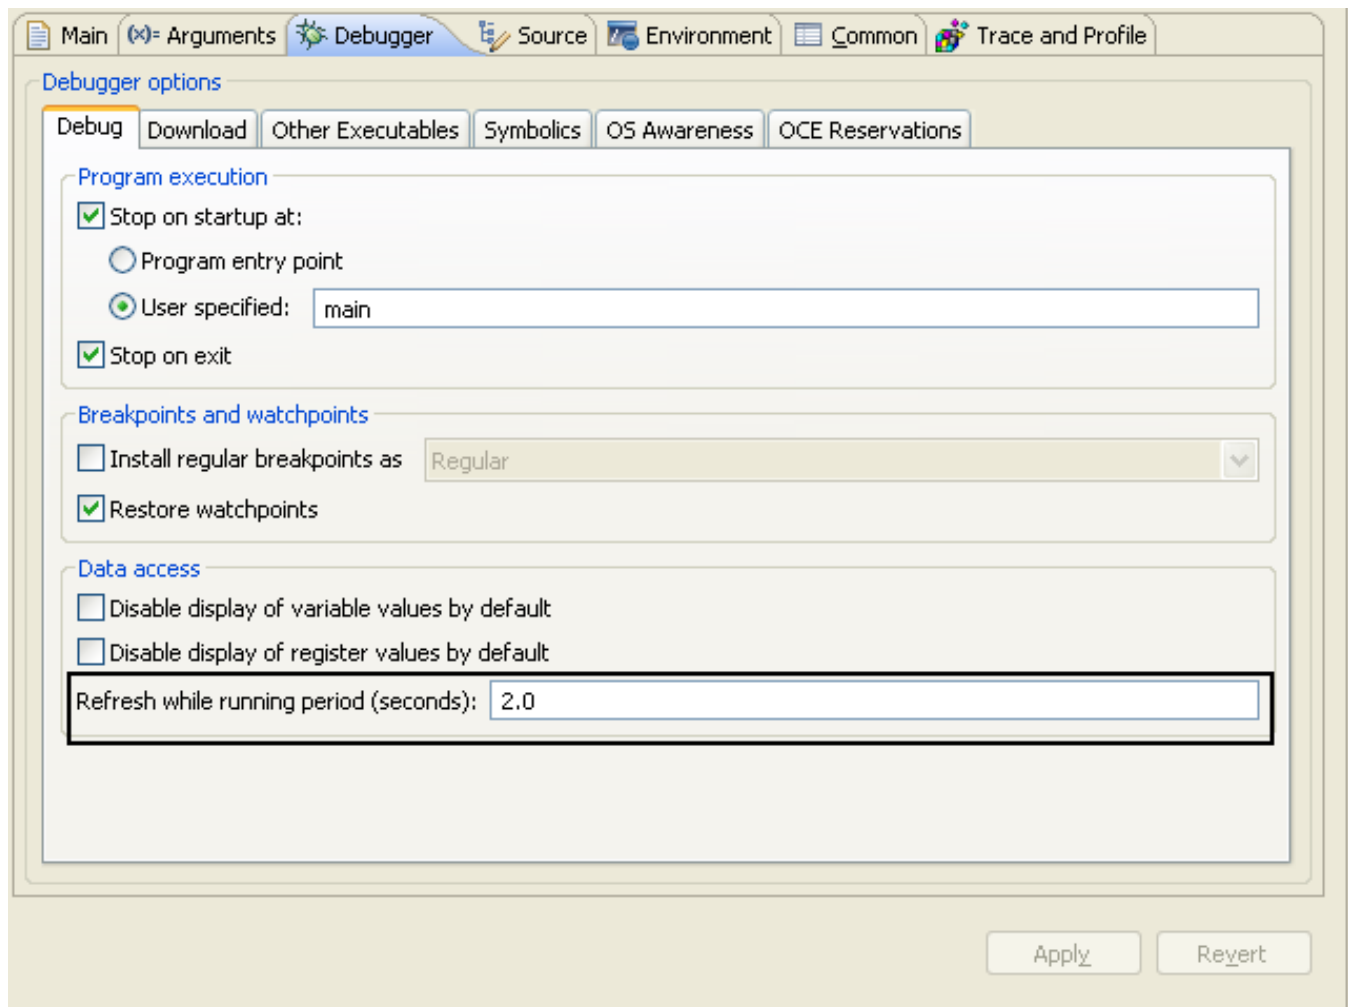 Main (x)= Arguments Debugger Source Environment Common Trace and Profile
Debugger options
Debug Download Other Executables Symbolics OS Awareness OCE Reservations
Program execution
Stop on startup at:
Program entry point
User specified: main
Stop on exit
Breakpoints and watchpoints
Install regular breakpoints as Regular
Restore watchpoints
Data access
Disable display of variable values by default
Disable display of register values by default
Refresh while running period (seconds): 2.0
Apply Revert